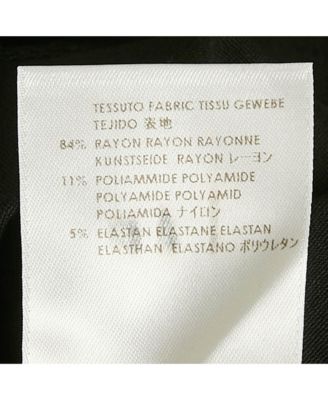 TESSUTO FABRIC TISSU GEWEBE
TEJIDO 表地
84% RAYON RAYON RAYONNE
KUNSTSEIDE RAYON レーヨン
11% POLIAMMIDE POLYAMIDE
POLYAMIDE POLYAMID
POLIAMIDA ナイロン
5% ELASTAN ELASTANE ELASTAN
ELASTHAN ELASTANO ポリウレタン